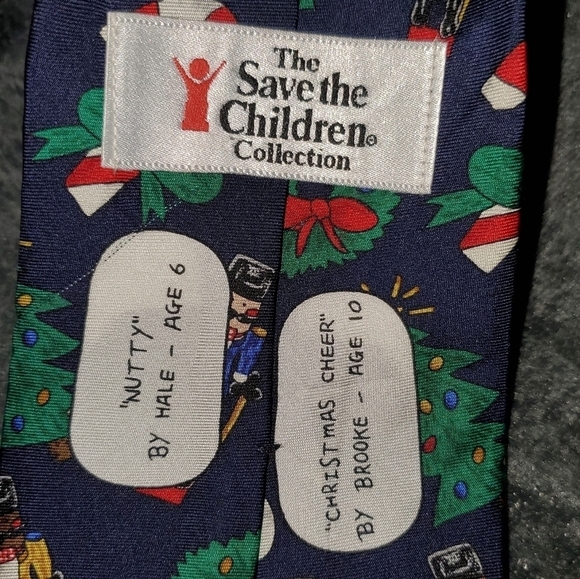 The
Save the
Children®
Collection
"NUTTY"
BY HALE - AGE 6
"CHRISTMAS CHEER"
BY BROOKE - AGE 10